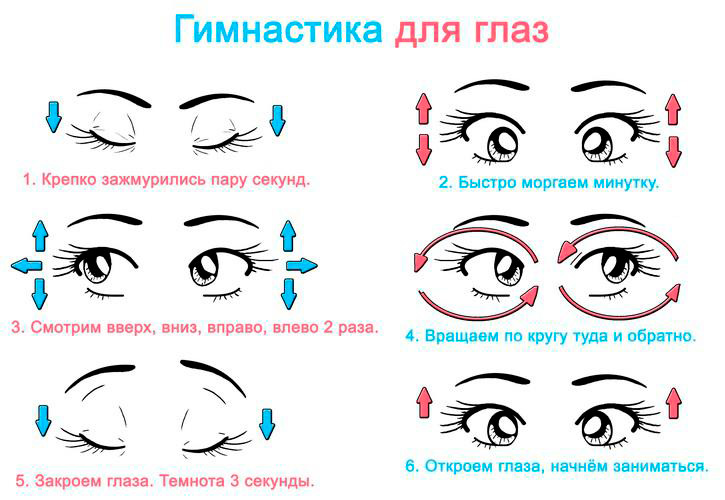 Гимнастика для глаз
1. Крепко зажмурились пару секунд.
2. Быстро моргаем минутку.
3. Смотрим вверх, вниз, вправо, влево 2 раза.
4. Вращаем по кругу туда и обратно.
5. Закроем глаза. Темнота 3 секунды.
6. Откроем глаза, начнём заниматься.